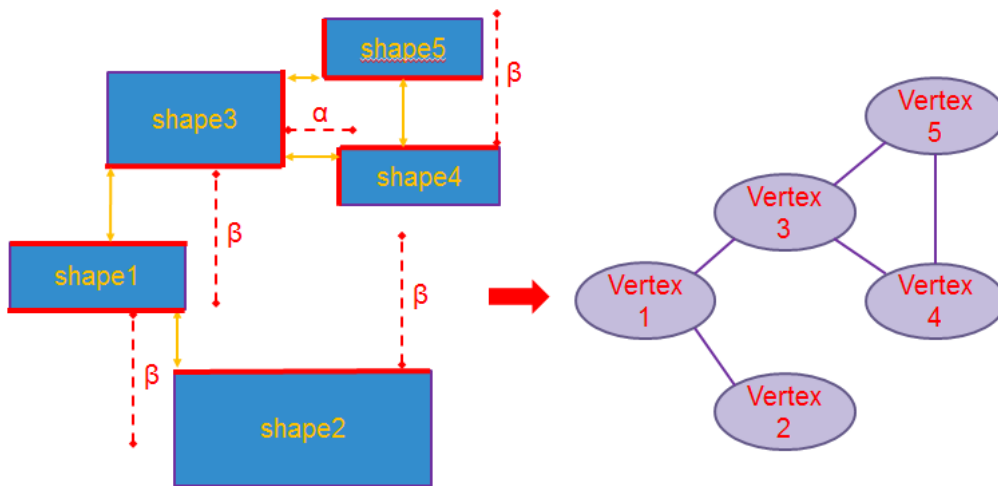 shape5
β
shape3
α
shape4
β
shape1
β
β
shape2
Vertex
5
Vertex
3
Vertex
1
Vertex
4
Vertex
2